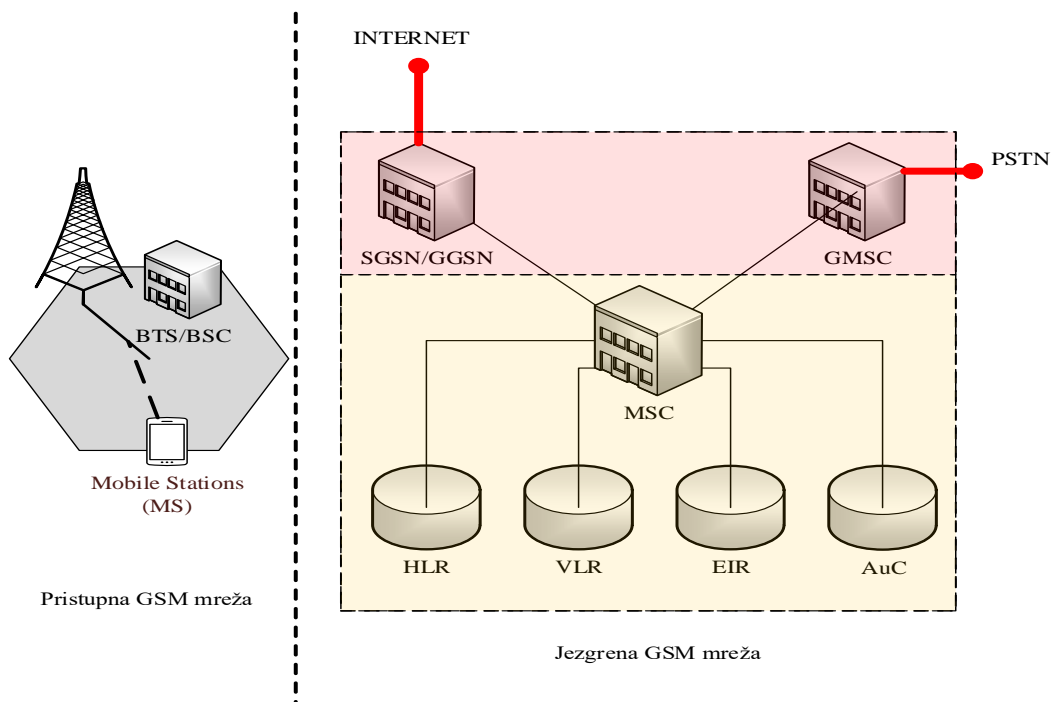 INTERNET
PSTN
SGSN/GGSN
GMSC
BTS/BSC
MSC
Mobile Stations
(MS)
HLR
VLR
EIR
AuC
Pristupna GSM mreža
Jezgrena GSM mreža